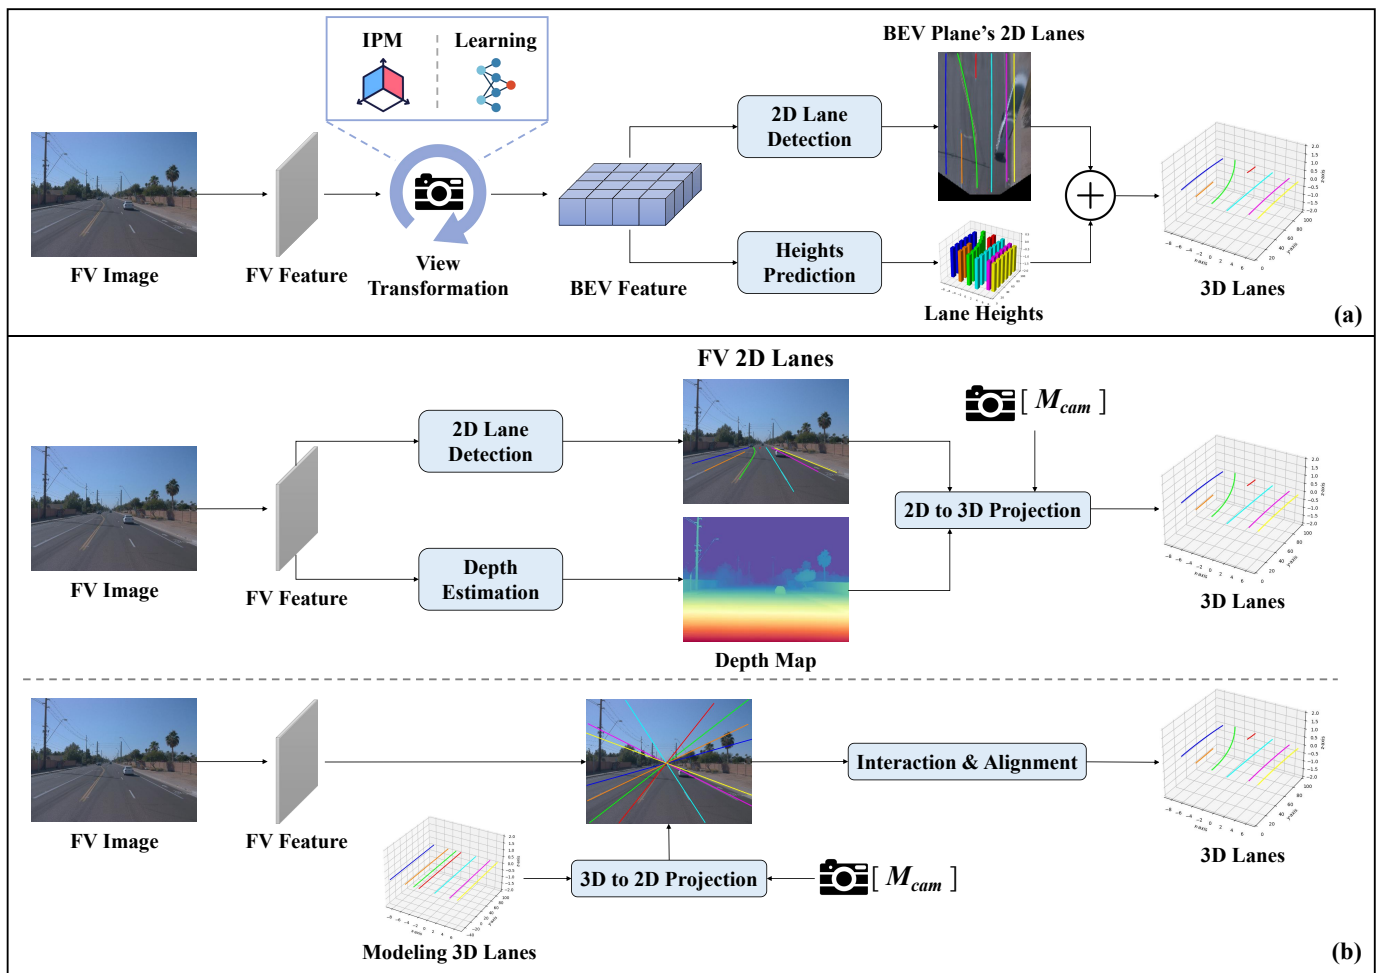 IPM
Learning
BEV Plane's 2D Lanes
2D Lane
Detection
FV Image
FV Feature
View
Transformation
BEV Feature
Heights
Prediction
Lane Heights
3D Lanes
(a)
FV 2D Lanes
[ M_cam ]
2D Lane
Detection
2D to 3D Projection
FV Image
FV Feature
Depth
Estimation
Depth Map
3D Lanes
Interaction & Alignment
FV Image
FV Feature
3D Lanes
3D to 2D Projection
[ M_cam ]
Modeling 3D Lanes
(b)